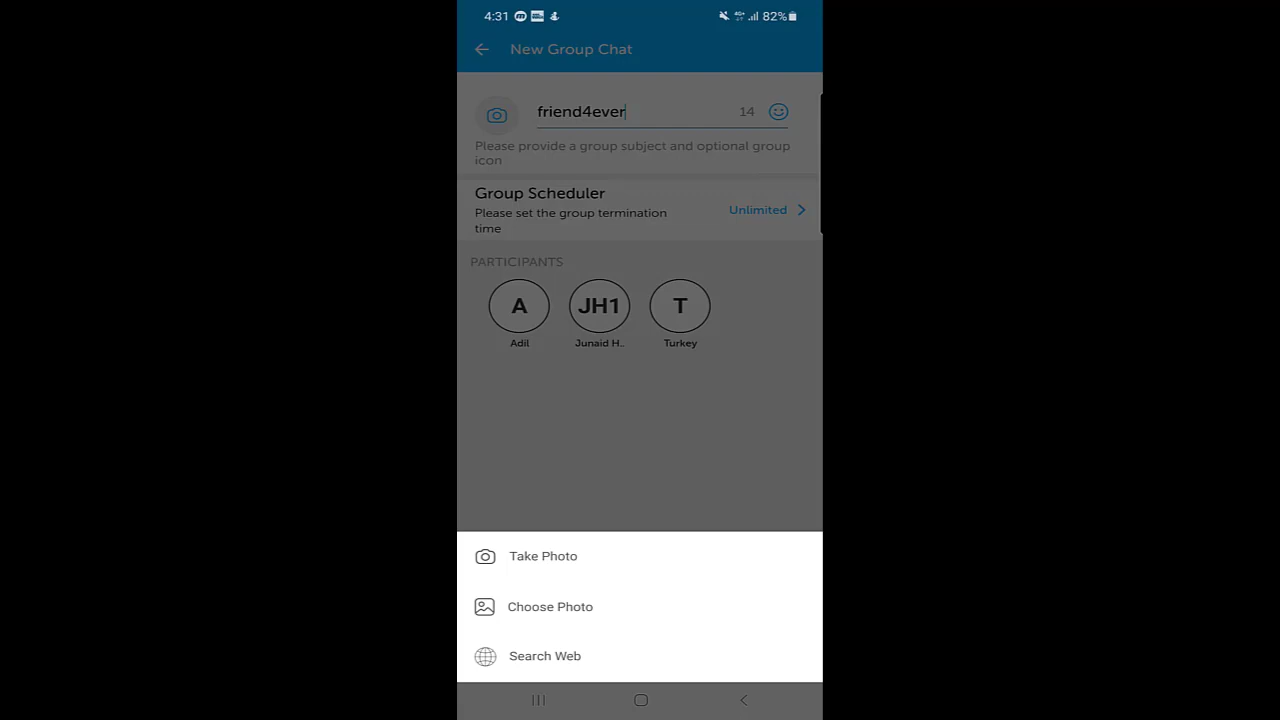 4:31 82%
New Group Chat
friend4ever 14
Please provide a group subject and optional group
icon
Group Scheduler
Please set the group termination
time
Unlimited
PARTICIPANTS
A JH1 T
Adil Junaid H.. Turkey
Take Photo
Choose Photo
Search Web